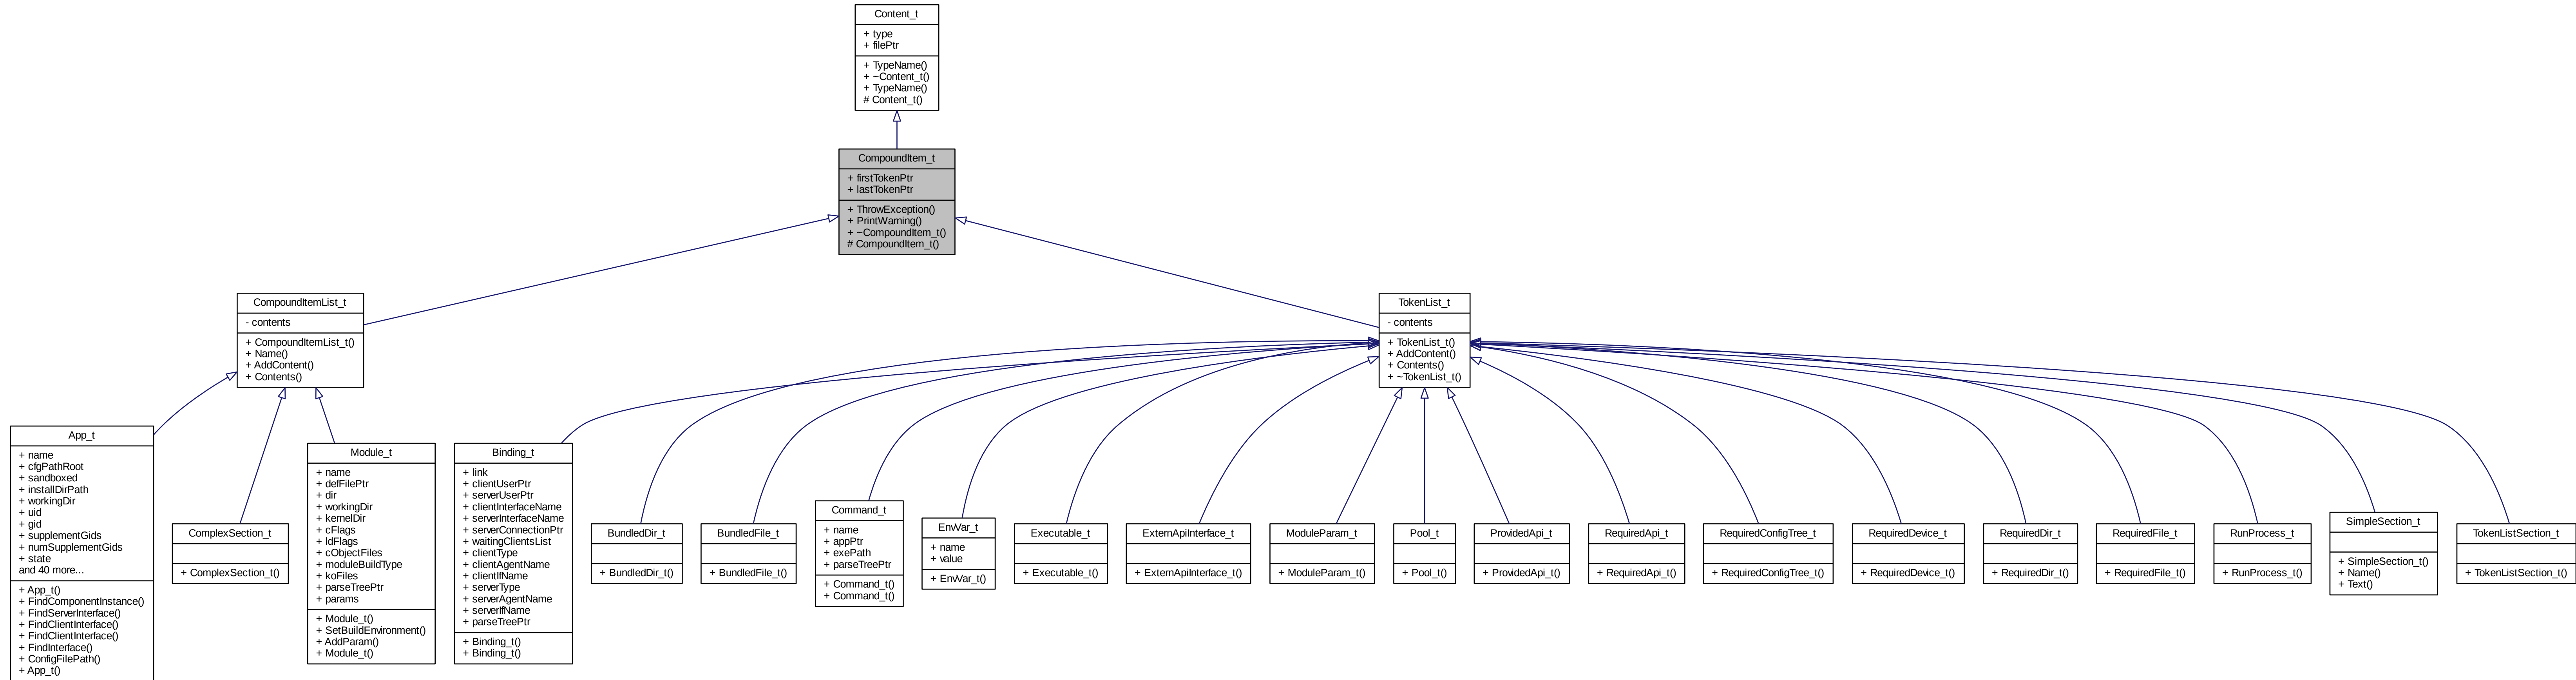 Content_t
+ type
+ filePtr
+ TypeName()
+ ~Content_t()
+ TypeName()
# Content_t()
CompoundItem_t
+ firstTokenPtr
+ lastTokenPtr
+ ThrowException()
+ PrintWarning()
+ ~CompoundItem_t()
# CompoundItem_t()
CompoundItemList_t
- contents
+ CompoundItemList_t()
+ Name()
+ AddContent()
+ Contents()
TokenList_t
- contents
+ TokenList_t()
+ AddContent()
+ Contents()
+ ~TokenList_t()
App_t
+ name
+ cfgPathRoot
+ sandboxed
+ installDirPath
+ workingDir
+ uid
+ gid
+ supplementGids
+ numSupplementGids
+ state
and 40 more...
+ App_t()
+ FindComponentInstance()
+ FindServerInterface()
+ FindClientInterface()
+ FindClientInterface()
+ FindInterface()
+ ConfigFilePath()
+ App_t()
ComplexSection_t
+ ComplexSection_t()
Module_t
+ name
+ defFilePtr
+ dir
+ workingDir
+ kernelDir
+ cFlags
+ ldFlags
+ cObjectFiles
+ moduleBuildType
+ koFiles
+ parseTreePtr
+ params
+ Module_t()
+ SetBuildEnvironment()
+ AddParam()
+ Module_t()
Binding_t
+ link
+ clientUserPtr
+ serverUserPtr
+ clientInterfaceName
+ serverInterfaceName
+ serverConnectionPtr
+ waitingClientsList
+ clientType
+ clientAgentName
+ clientIfName
+ serverType
+ serverAgentName
+ serverIfName
+ parseTreePtr
+ Binding_t()
+ Binding_t()
BundledDir_t
+ BundledDir_t()
BundledFile_t
+ BundledFile_t()
Command_t
+ name
+ appPtr
+ exePath
+ parseTreePtr
+ Command_t()
+ Command_t()
EnvVar_t
+ name
+ value
+ EnvVar_t()
Executable_t
+ Executable_t()
ExternApiInterface_t
+ ExternApiInterface_t()
ModuleParam_t
+ ModuleParam_t()
Pool_t
+ Pool_t()
ProvidedApi_t
+ ProvidedApi_t()
RequiredApi_t
+ RequiredApi_t()
RequiredConfigTree_t
+ RequiredConfigTree_t()
RequiredDevice_t
+ RequiredDevice_t()
RequiredDir_t
+ RequiredDir_t()
RequiredFile_t
+ RequiredFile_t()
RunProcess_t
+ RunProcess_t()
SimpleSection_t
+ SimpleSection_t()
+ Name()
+ Text()
TokenListSection_t
+ TokenListSection_t()